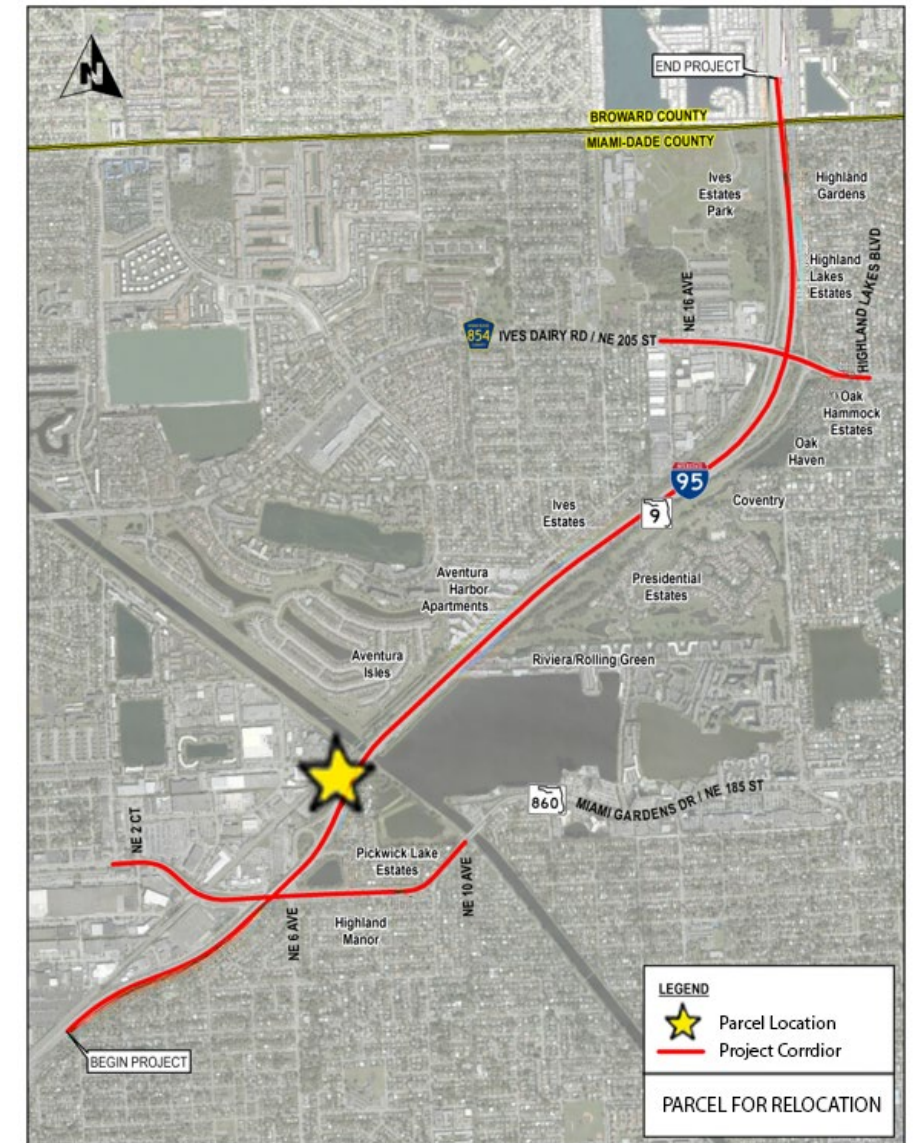 N
END PROJECT
BROWARD COUNTY
MIAMI-DADE COUNTY
Ives
Estates
Park
Highland
Gardens
Highland
Lakes
Estates
HIGHLAND LAKES BLVD
NE 16 AVE
854
IVES DAIRY RD / NE 205 ST
Oak
Hammock
Estates
Oak
Haven
95
9
Coventry
Ives
Estates
Presidential
Estates
Aventura
Harbor
Apartments
Aventura
Isles
Riviera/Rolling Green
860
MIAMI GARDENS DR / NE 185 ST
NE 2 CT
Pickwick Lake
Estates
NE 10 AVE
NE 6 AVE
Highland
Manor
BEGIN PROJECT
LEGEND
Parcel Location
Project Corrdior
PARCEL FOR RELOCATION